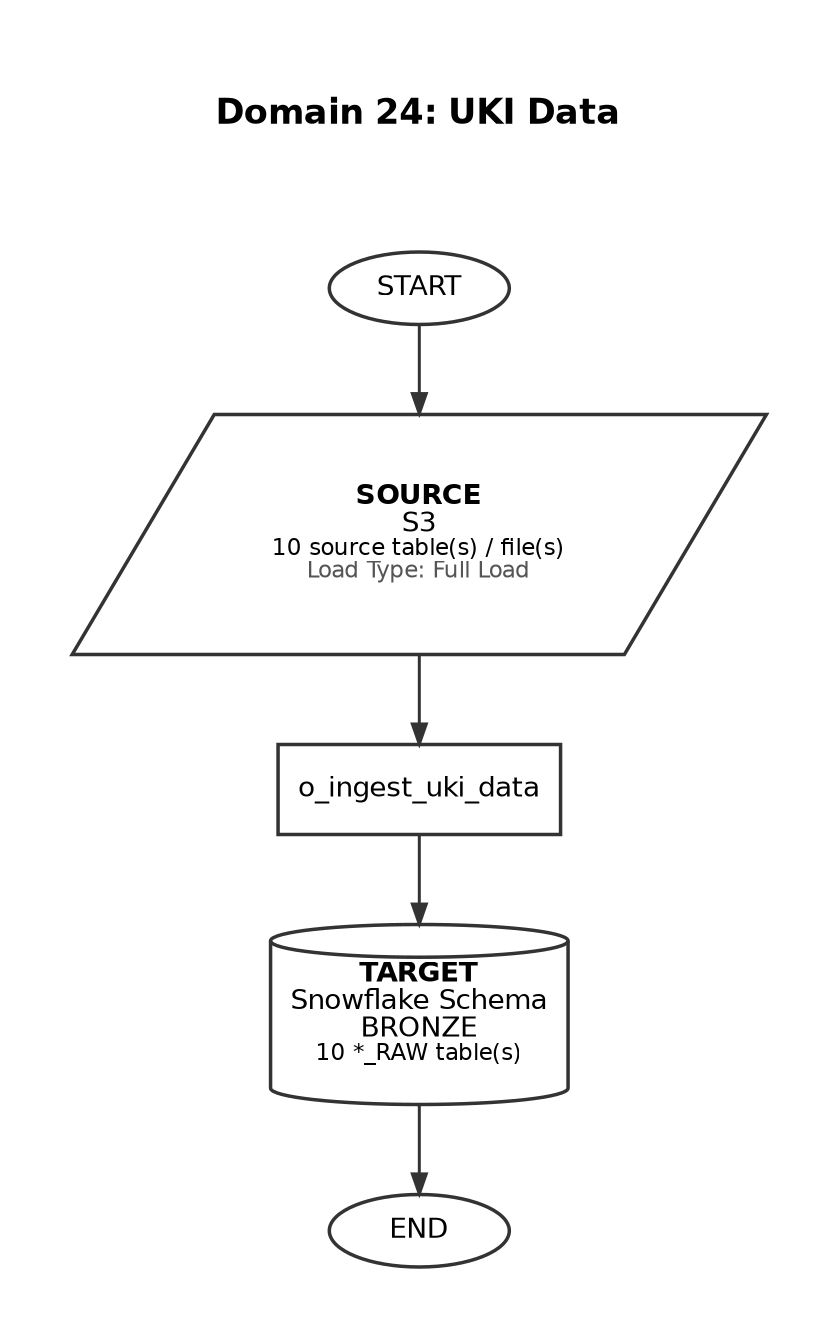 Domain 24: UKI Data
START
SOURCE
S3
10 source table(s) / file(s)
Load Type: Full Load
o_ingest_uki_data
TARGET
Snowflake Schema
BRONZE
10 *_RAW table(s)
END